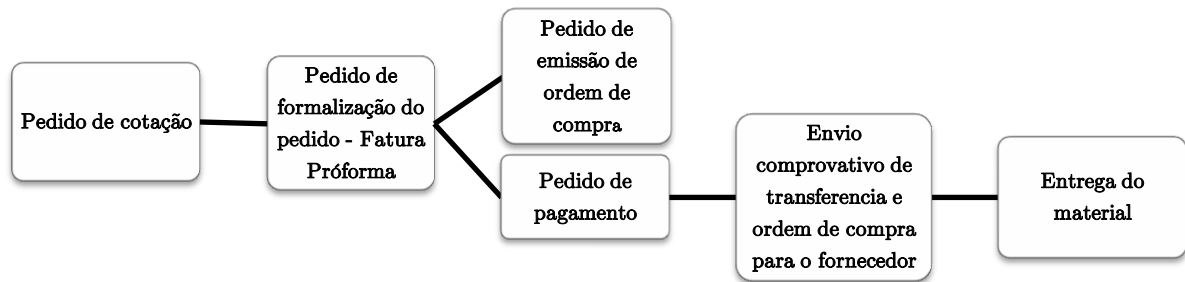 Pedido de cotação
Pedido de
formalização do
pedido - Fatura
Próforma
Pedido de
emissão de
ordem de
compra
Pedido de
pagamento
Envio
comprovativo de
transferencia e
ordem de compra
para o fornecedor
Entrega do
material